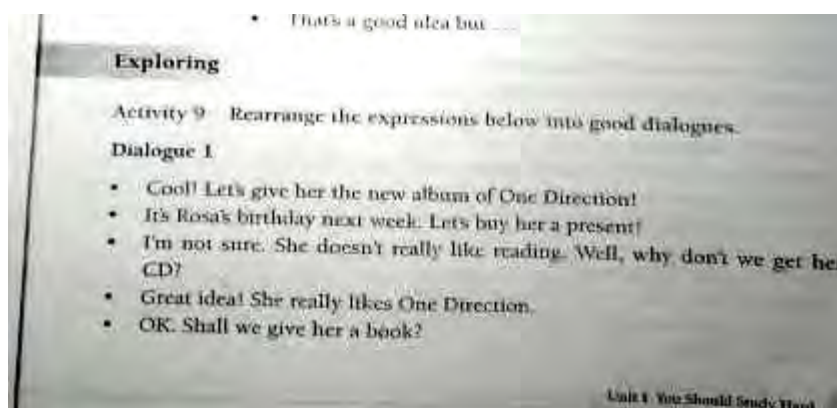 • That's a good idea but ....
Exploring
Activity 9 Rearrange the expressions below into good dialogues.
Dialogue 1
• Cool! Let's give her the new album of One Direction!
• It's Rosa's birthday next week. Let's buy her a present!
• I'm not sure. She doesn't really like reading. Well, why don't we get he
CD?
• Great idea! She really likes One Direction.
• OK. Shall we give her a book?
Unit 1 You Should Study Hard